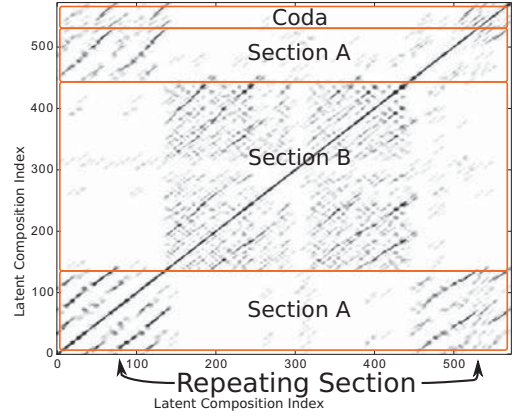 Coda
500
Section A
400
Section B
300
200
100
Section A
0
0 100 200 300 400 500
Repeating Section
Latent Composition Index
Latent Composition Index